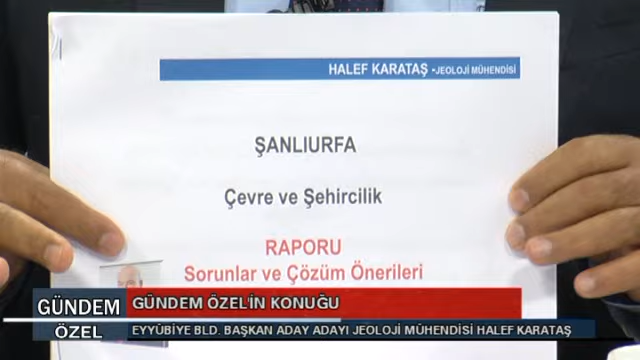 HALEF KARATAŞ -JEOLOJİ MÜHENDİSİ
ŞANLIURFA
Çevre ve Şehircilik
RAPORU
Sorunlar ve Çözüm Önerileri
GÜNDEM
ÖZEL
GÜNDEM ÖZEL'İN KONUĞU
EYYÜBİYE BLD. BAŞKAN ADAY ADAYI JEOLOJİ MÜHENDİSİ HALEF KARATAŞ